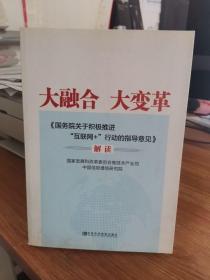 大融合 大变革
《国务院关于积极推进
“互联网+”行动的指导意见》
解读
国家发展和改革委员会高技术产业司
中国信息通信研究院